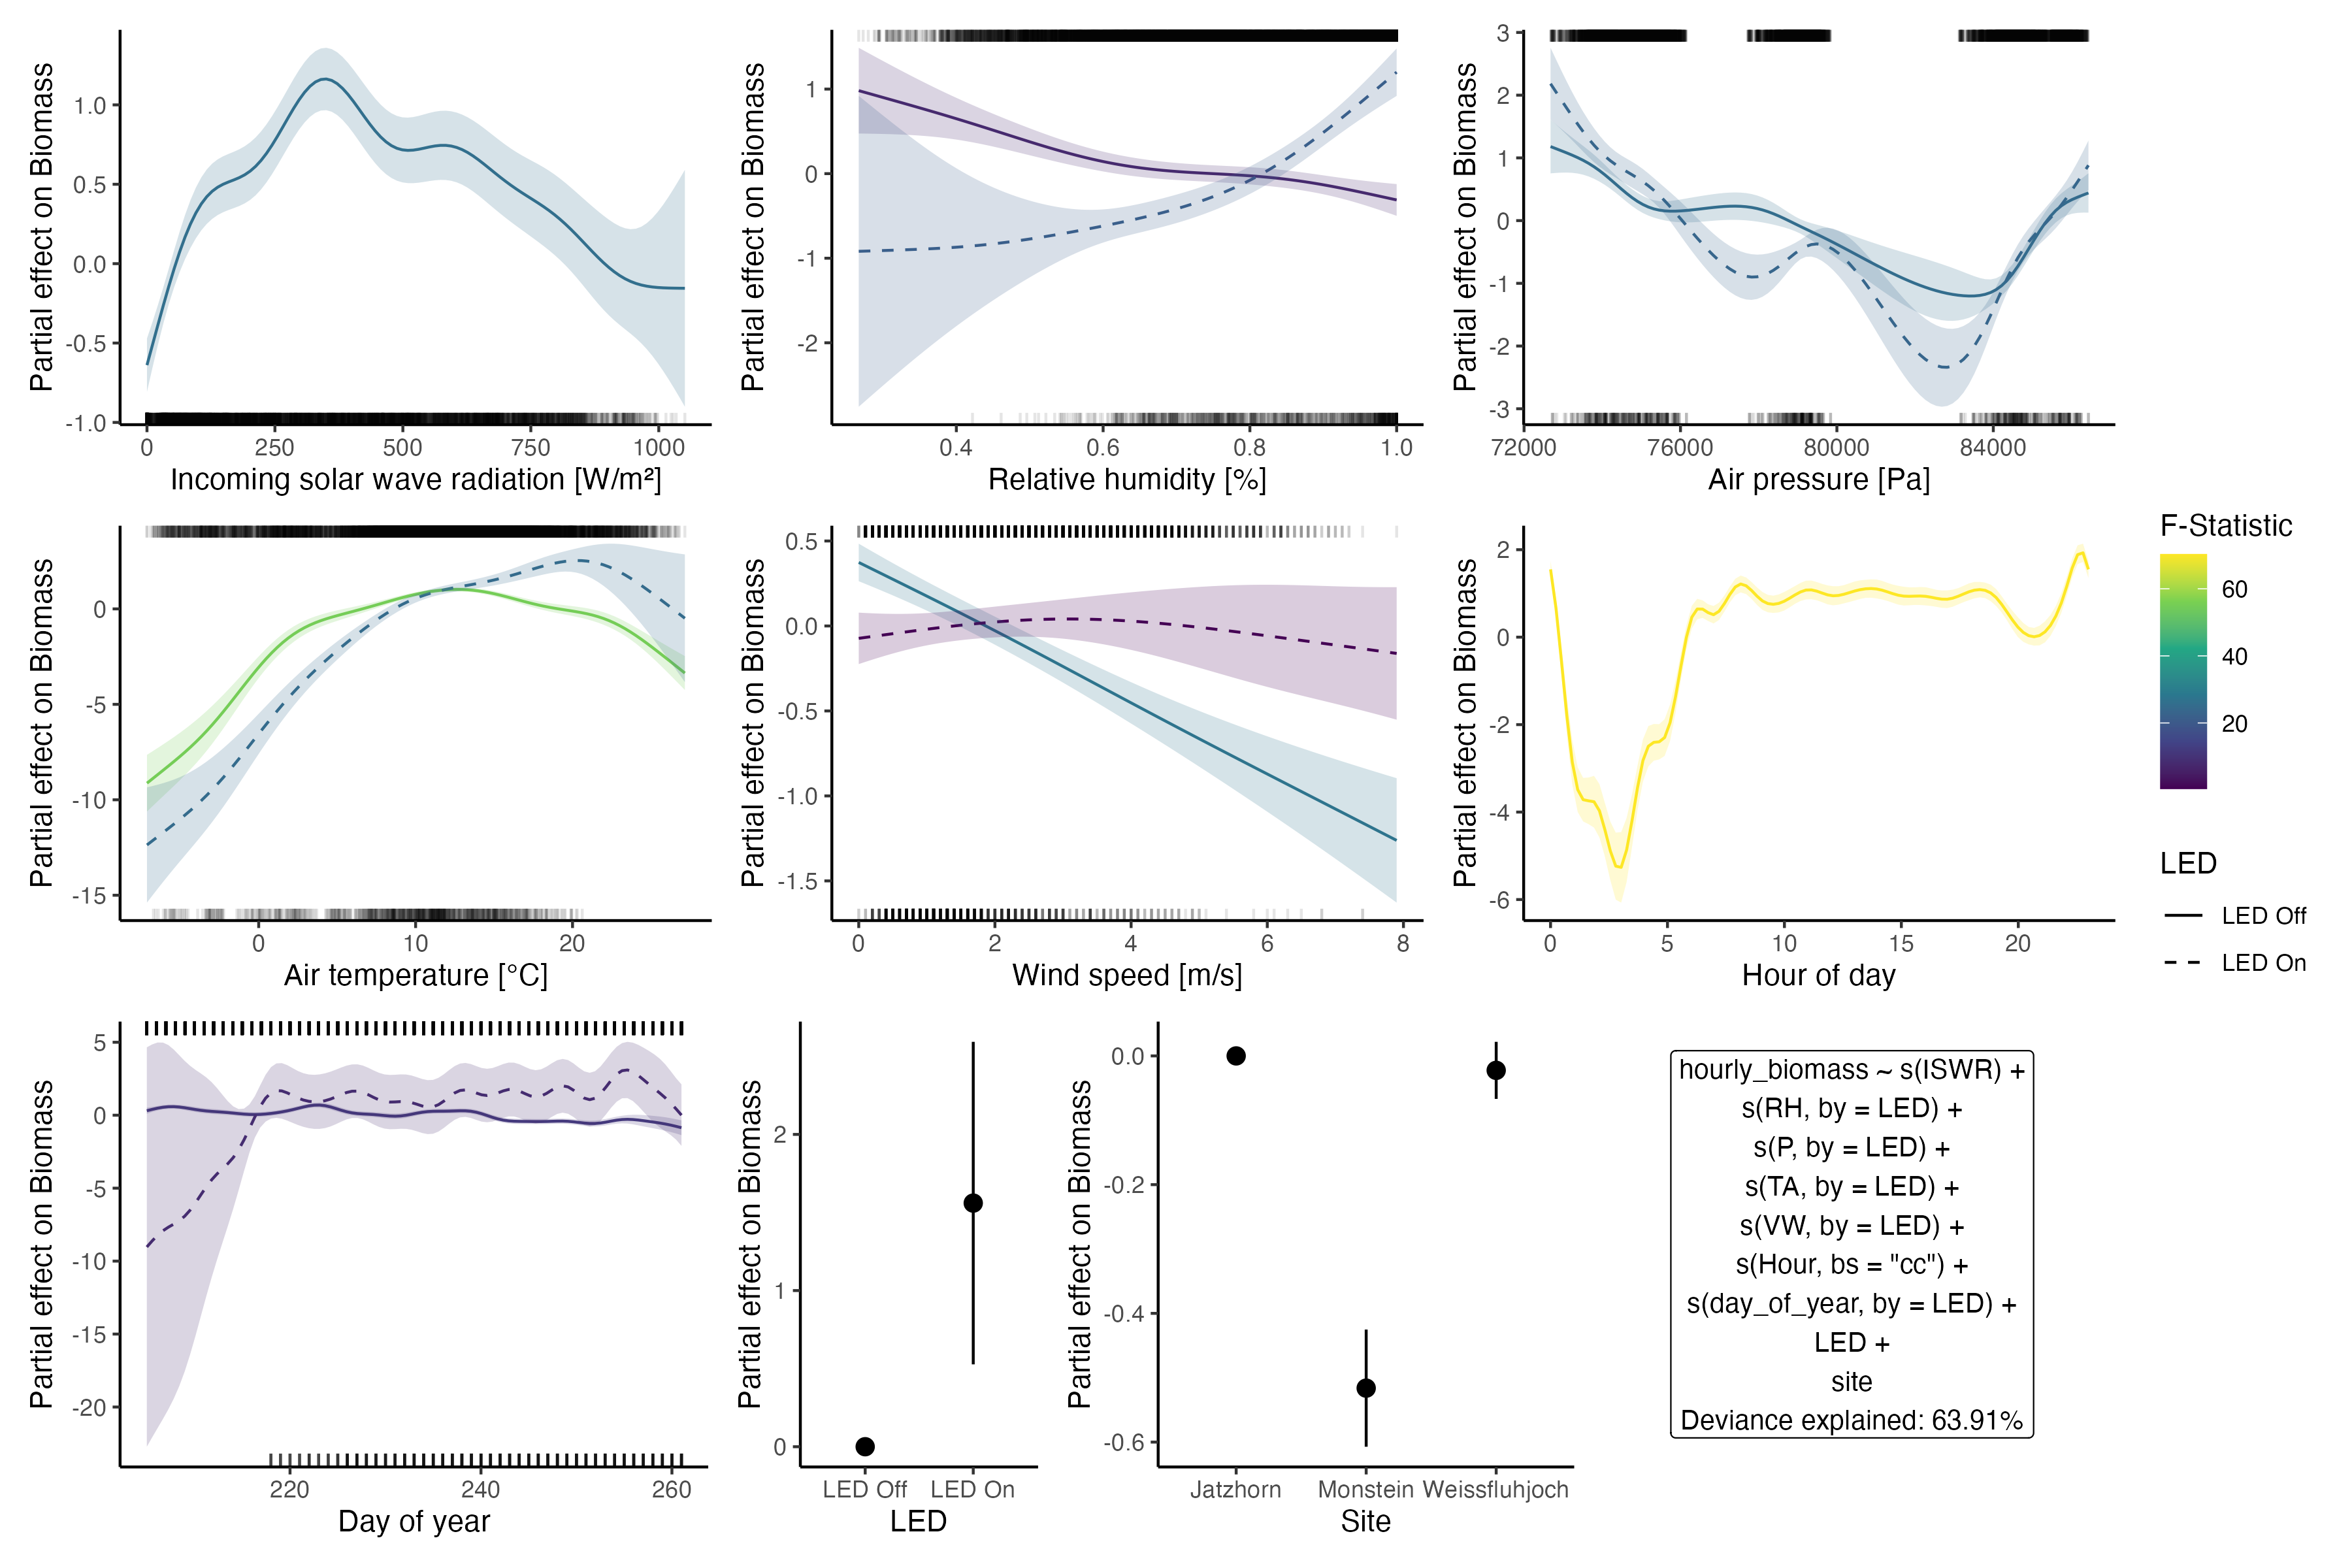 Partial effect on Biomass
1.0
0.5
0.0
-0.5
-1.0
0 250 500 750 1000
Incoming solar wave radiation [W/m²]
Partial effect on Biomass
1
0
-1
-2
0.4 0.6 0.8 1.0
Relative humidity [%]
Partial effect on Biomass
3
2
1
0
-1
-2
-3
72000 76000 80000 84000
Air pressure [Pa]
Partial effect on Biomass
0
-5
-10
-15
0 10 20
Air temperature [°C]
Partial effect on Biomass
0.5
0.0
-0.5
-1.0
-1.5
0 2 4 6 8
Wind speed [m/s]
Partial effect on Biomass
2
0
-2
-4
-6
0 5 10 15 20
Hour of day
F-Statistic
60
40
20
LED
LED Off
LED On
Partial effect on Biomass
5
0
-5
-10
-15
-20
220 240 260
Day of year
Partial effect on Biomass
2
1
0
LED Off LED On
LED
Partial effect on Biomass
0.0
-0.2
-0.4
-0.6
Jatzhorn Monstein Weissfluhjoch
Site
hourly_biomass ~ s(ISWR) +
s(RH, by = LED) +
s(P, by = LED) +
s(TA, by = LED) +
s(VW, by = LED) +
s(Hour, bs = "cc") +
s(day_of_year, by = LED) +
LED +
site
Deviance explained: 63.91%